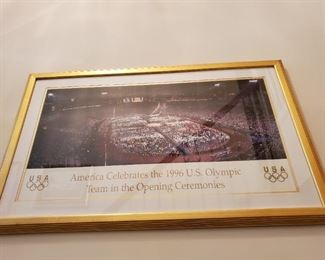 America Celebrates the 1996 U.S. Olympic
Team in the Opening Ceremonies
USA
USA